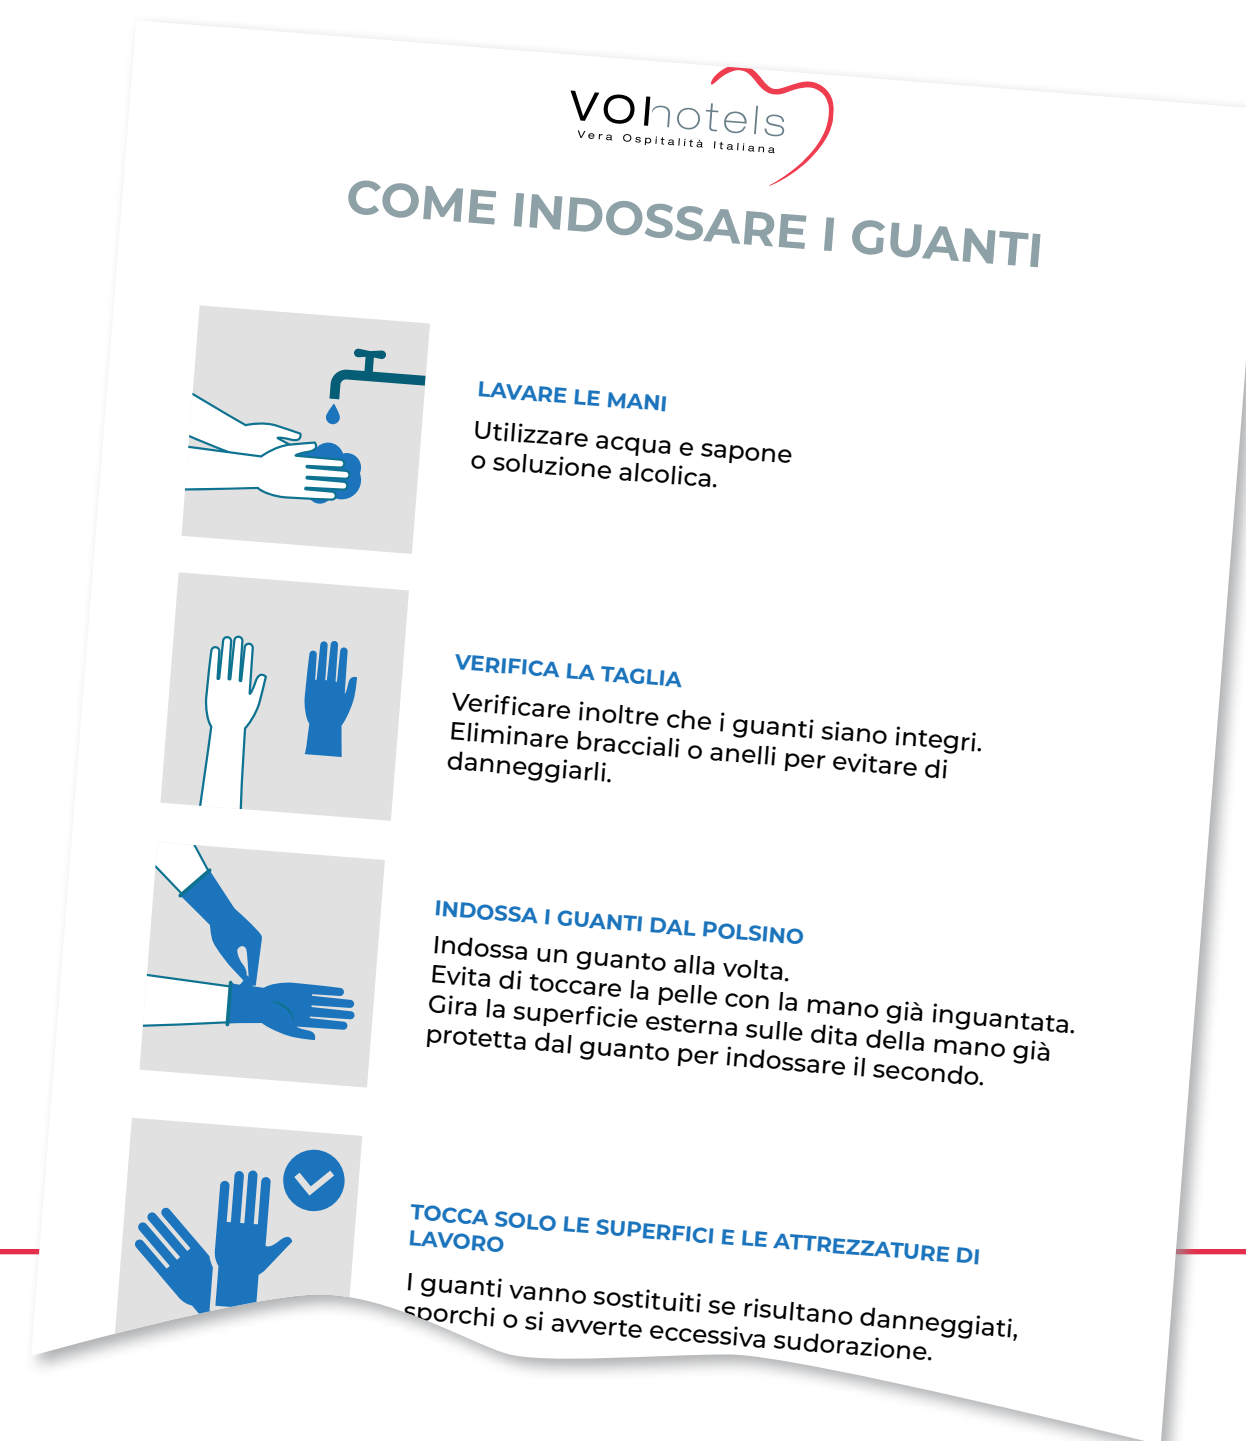 VOIhotels
Vera Ospitalità Italiana
COME INDOSSARE I GUANTI
LAVARE LE MANI
Utilizzare acqua e sapone
o soluzione alcolica.
VERIFICA LA TAGLIA
Verificare inoltre che i guanti siano integri.
Eliminare bracciali o anelli per evitare di
danneggiarli.
INDOSSA I GUANTI DAL POLSINO
Indossa un guanto alla volta.
Evita di toccare la pelle con la mano già inguantata.
Gira la superficie esterna sulle dita della mano già
protetta dal guanto per indossare il secondo.
TOCCA SOLO LE SUPERFICI E LE ATTREZZATURE DI
LAVORO
I guanti vanno sostituiti se risultano danneggiati,
sporchi o si avverte eccessiva sudorazione.